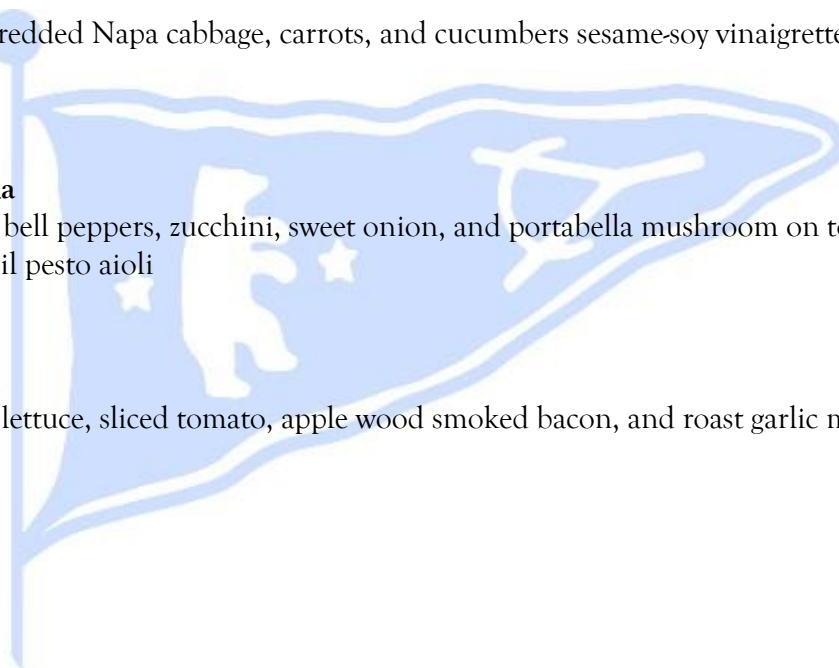 redded Napa cabbage, carrots, and cucumbers sesame-soy vinaigrette
a
bell peppers, zucchini, sweet onion, and portabella mushroom on t
il pesto aioli
lettuce, sliced tomato, apple wood smoked bacon, and roast garlic